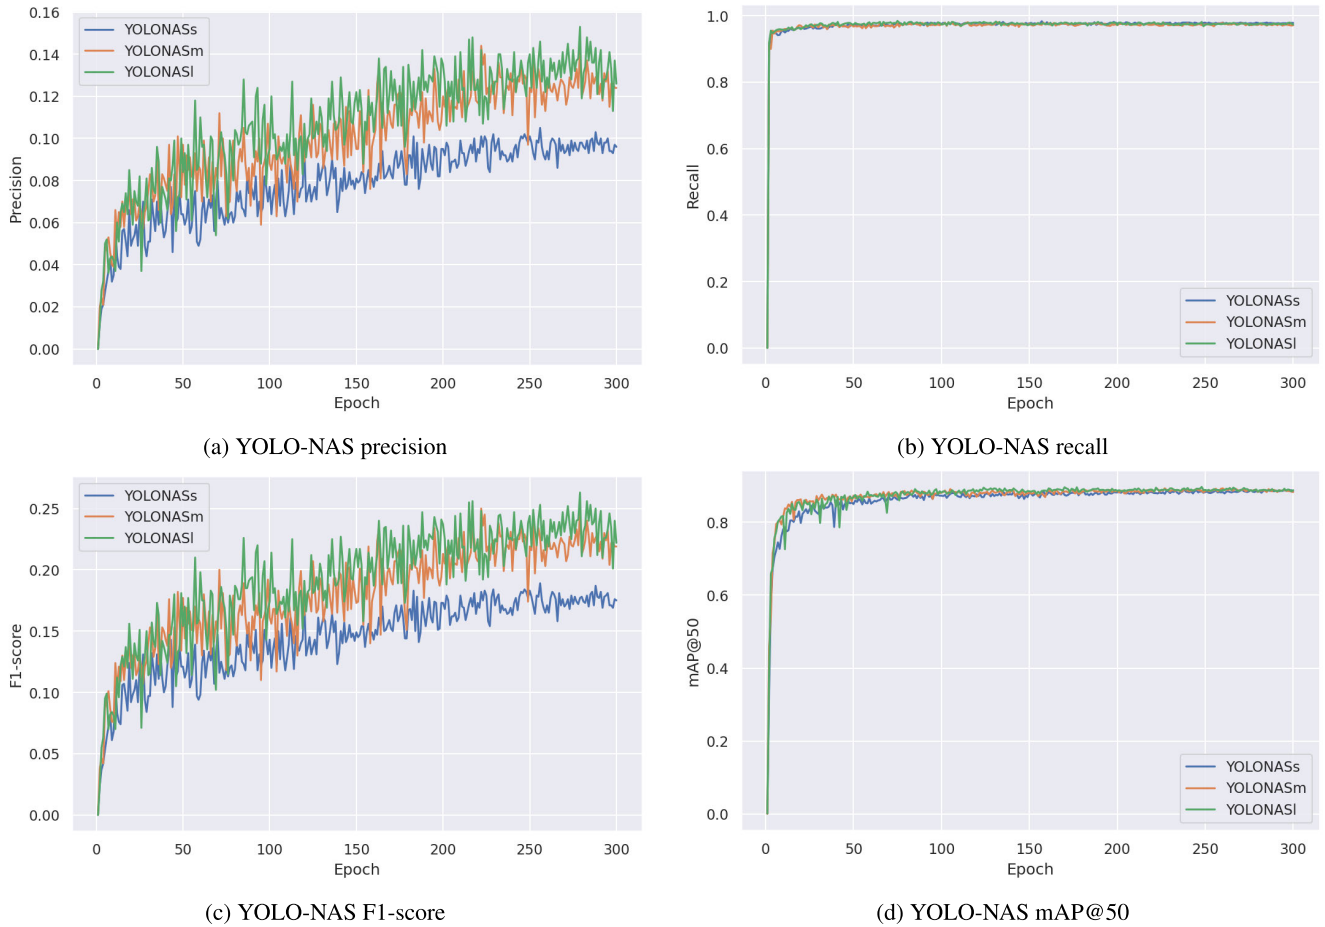 0.16
0.14
0.12
0.10
0.08
0.06
0.04
0.02
0.00
Precision
YOLONASs
YOLONASm
YOLONASl
0 50 100 150 200 250 300
Epoch
(a) YOLO-NAS precision
1.0
0.8
0.6
0.4
0.2
0.0
Recall
YOLONASs
YOLONASm
YOLONASl
0 50 100 150 200 250 300
Epoch
(b) YOLO-NAS recall
0.25
0.20
0.15
0.10
0.05
0.00
F1-score
YOLONASs
YOLONASm
YOLONASl
0 50 100 150 200 250 300
Epoch
(c) YOLO-NAS F1-score
0.8
0.6
0.4
0.2
0.0
mAP@50
YOLONASs
YOLONASm
YOLONASl
0 50 100 150 200 250 300
Epoch
(d) YOLO-NAS mAP@50